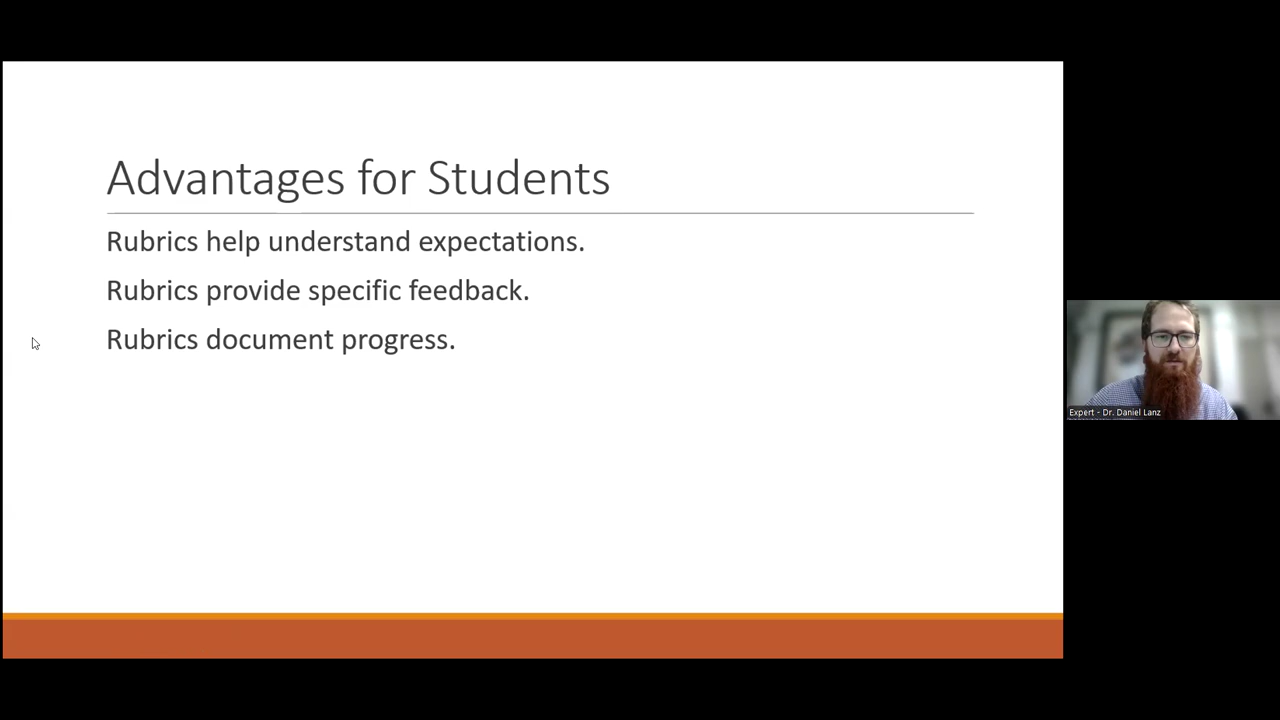 Advantages for Students
Rubrics help understand expectations.
Rubrics provide specific feedback.
Rubrics document progress.
Expert - Dr. Daniel Lanz